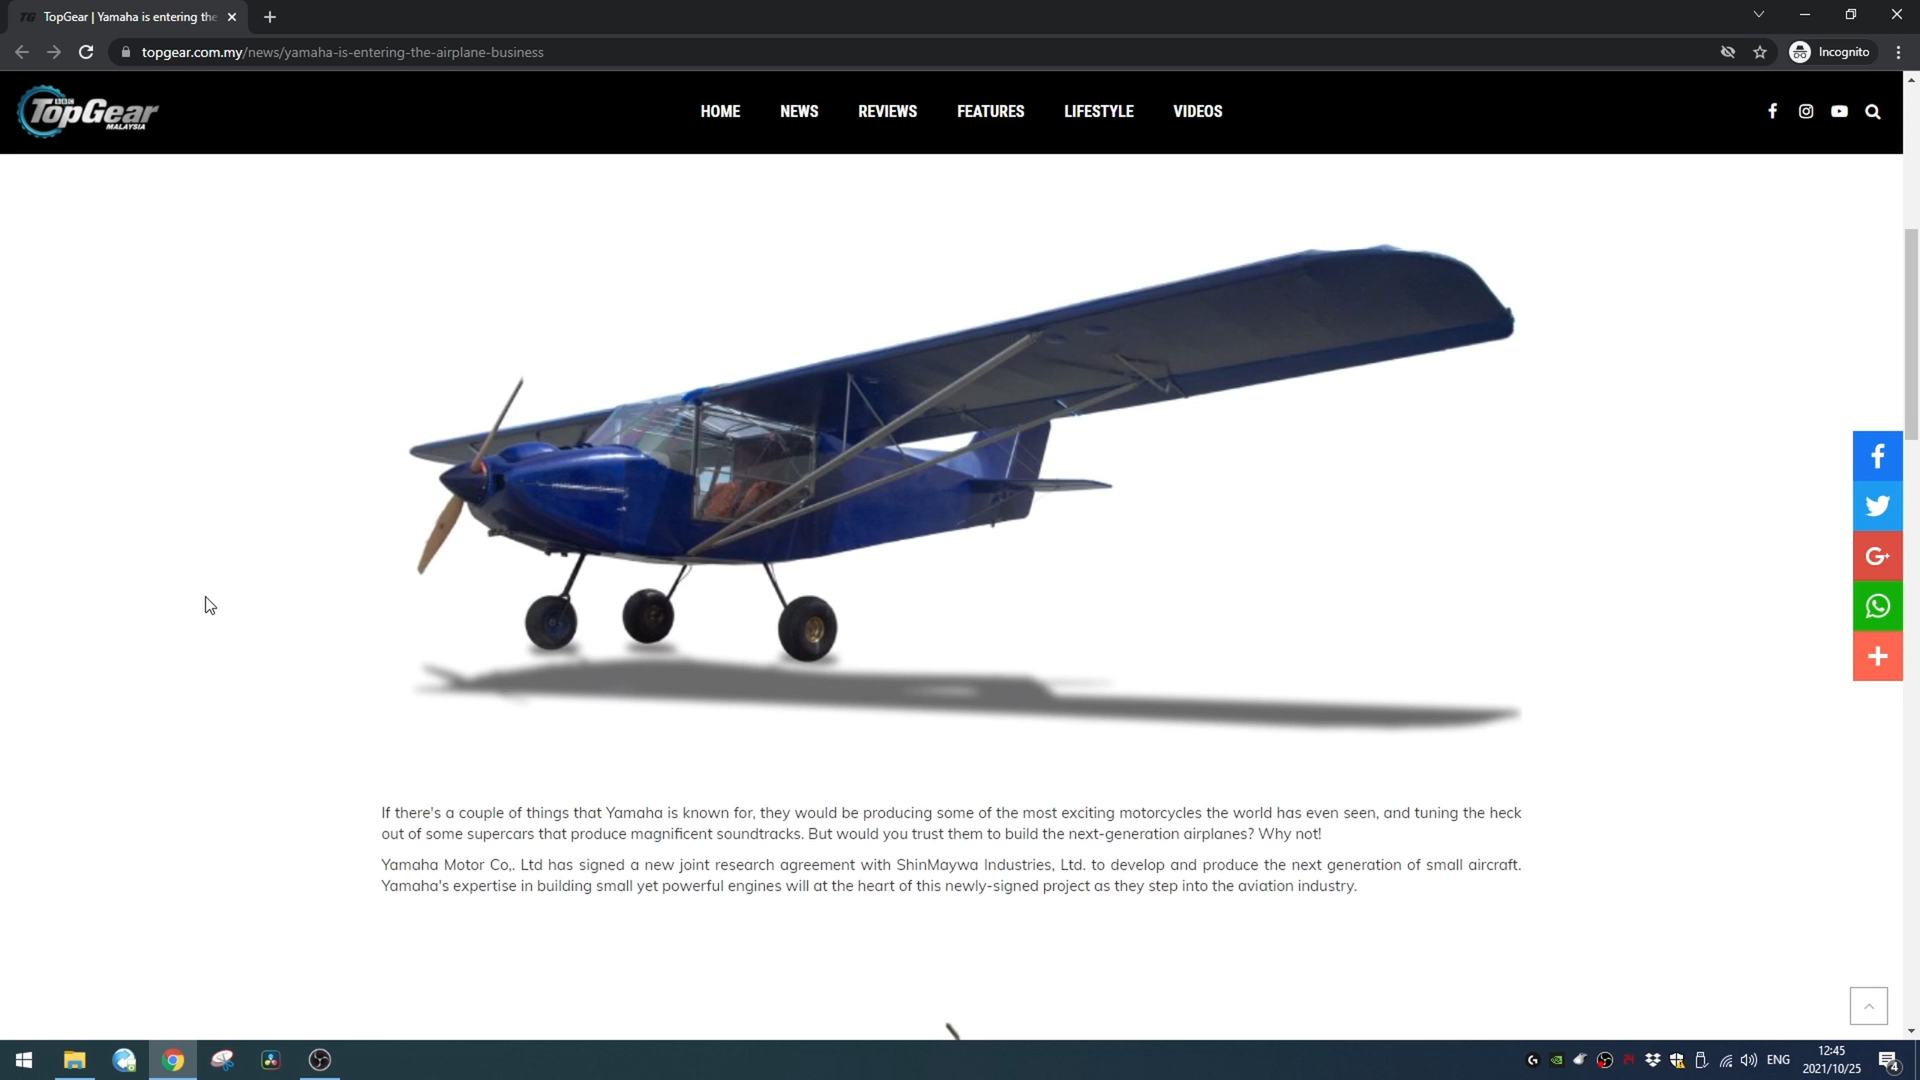 TopGear | Yamaha is entering the
topgear.com.my/news/yamaha-is-entering-the-airplane-business
Incognito
BBC
TopGear
MALAYSIA
HOME NEWS REVIEWS FEATURES LIFESTYLE VIDEOS
If there's a couple of things that Yamaha is known for, they would be producing some of the most exciting motorcycles the world has even seen, and tuning the heck
out of some supercars that produce magnificent soundtracks. But would you trust them to build the next-generation airplanes? Why not!
Yamaha Motor Co,. Ltd has signed a new joint research agreement with ShinMaywa Industries, Ltd. to develop and produce the next generation of small aircraft.
Yamaha's expertise in building small yet powerful engines will at the heart of this newly-signed project as they step into the aviation industry.
ENG
12:45
2021/10/25
4